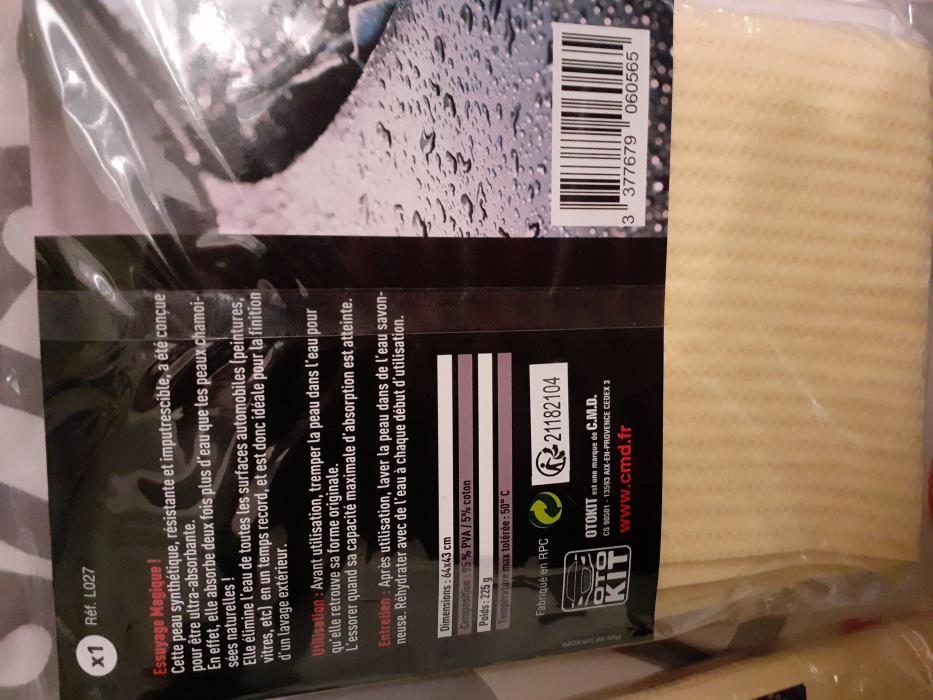 x1
Réf. L027
Essuyage Magique !
Cette peau synthétique, résistante et imputrescible, a été conçue
pour être ultra-absorbante.
En effet, elle absorbe deux fois plus d'eau que les peaux chamoi-
sées naturelles !
Elle élimine l'eau de toutes les surfaces automobiles (peintures,
vitres, etc) en un temps record, et est donc idéale pour la finition
d'un lavage extérieur.
Utilisation : Avant utilisation, tremper la peau dans l'eau pour
qu'elle retrouve sa forme originale.
L'essorer quand sa capacité maximale d'absorption est atteinte.
Entretien : Après utilisation, laver la peau dans de l'eau savon-
neuse. Réhydrater avec de l'eau à chaque début d'utilisation.
Dimensions : 64x43 cm
Composition : 95 % PVA / 5% coton
Poids : 225 g
Température max tolérée : 50° C
Fabriqué en RPC
21182104
OTO
KIT
OTOKIT est une marque de C.M.D.
CS 90501 - 13593 AIX-EN-PROVENCE CEDEX 3
www.cmd.fr
3 377679 060565